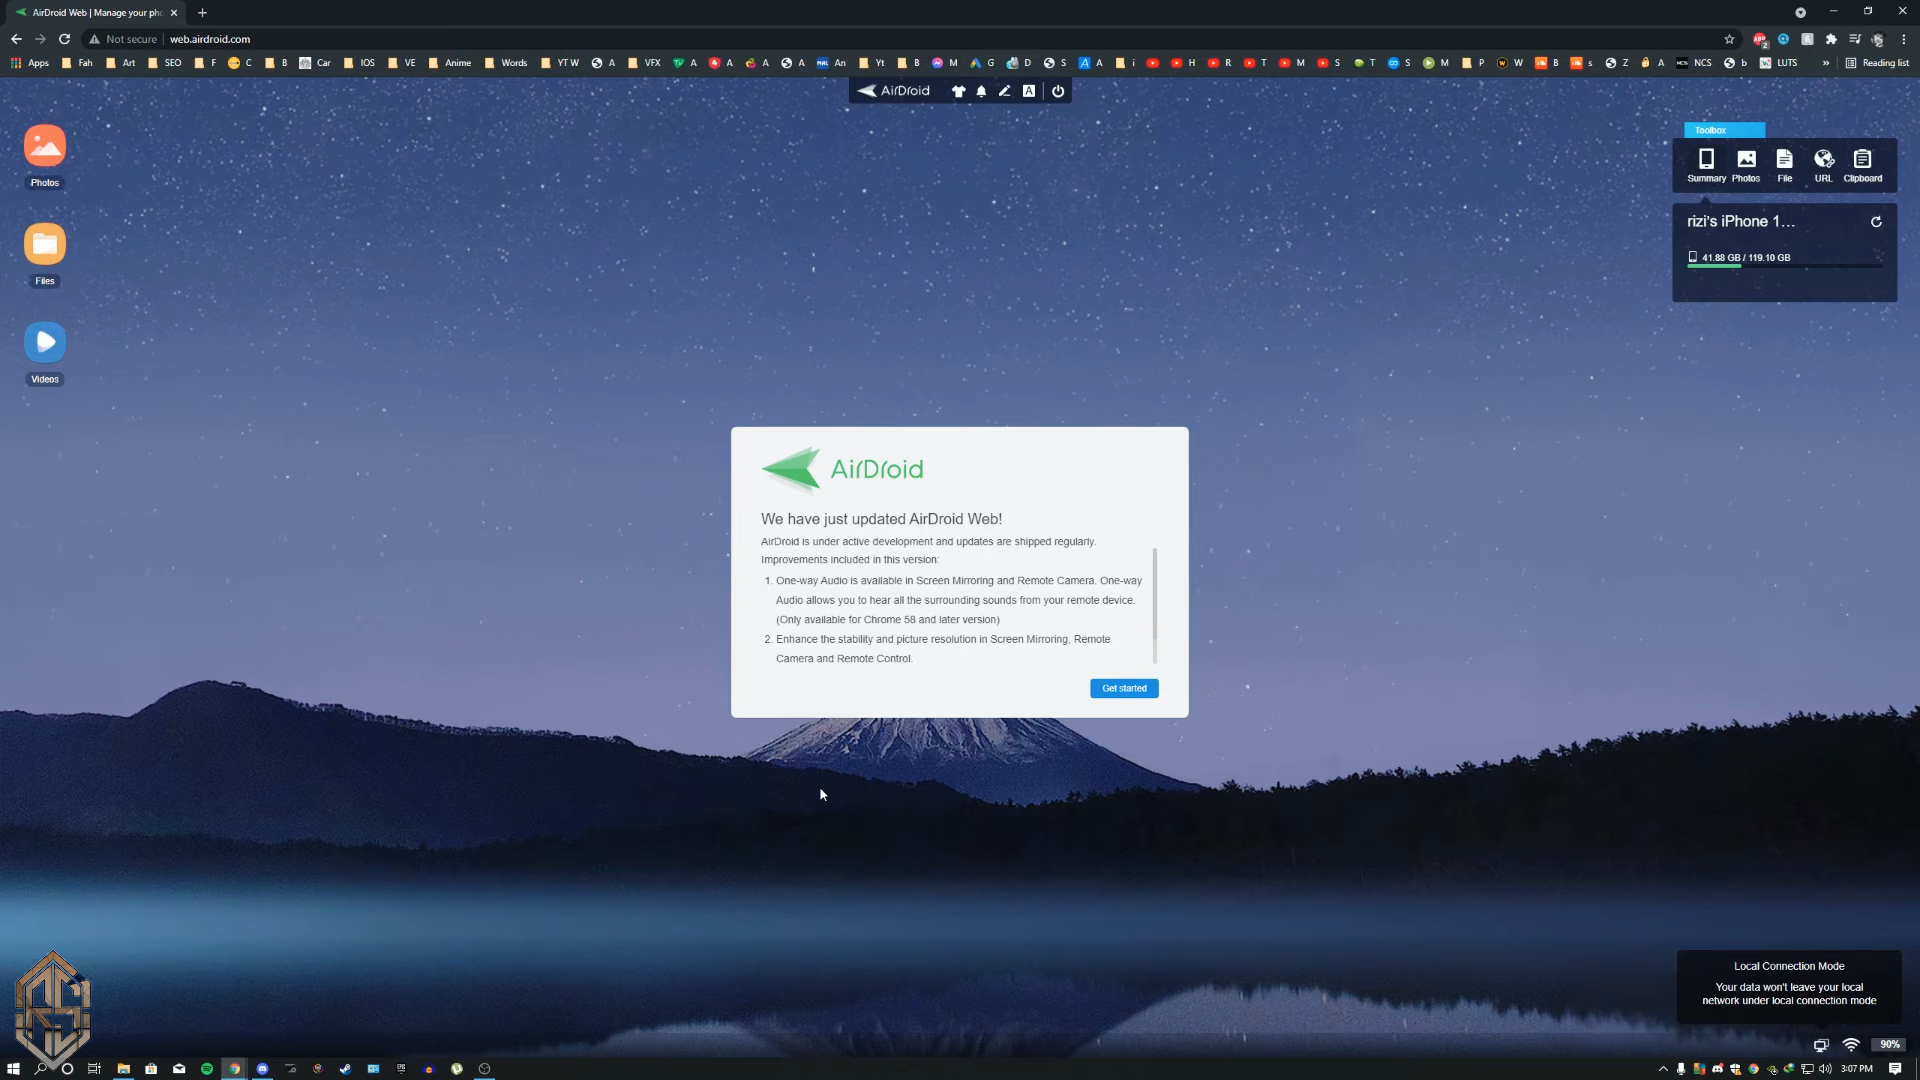 AirDroid Web | Manage your pho
Not secure
web.airdroid.com
Apps Fah Art SEO F C B Car IOS VE Anime Words YT W A VFX A A A A An Yt B M G D S A i H R T M S T S M P W B s Z A NCS b LUTS » Reading list
AirDroid
Photos
Files
Videos
Toolbox
Summary Photos File URL Clipboard
rizi's iPhone 1...
41.88 GB / 119.10 GB
AirDroid
We have just updated AirDroid Web!
AirDroid is under active development and updates are shipped regularly.
Improvements included in this version:
1. One-way Audio is available in Screen Mirroring and Remote Camera. One-way
Audio allows you to hear all the surrounding sounds from your remote device.
(Only available for Chrome 58 and later version)
2. Enhance the stability and picture resolution in Screen Mirroring, Remote
Camera and Remote Control.
Get started
Local Connection Mode
Your data won't leave your local
network under local connection mode
90%
3:07 PM